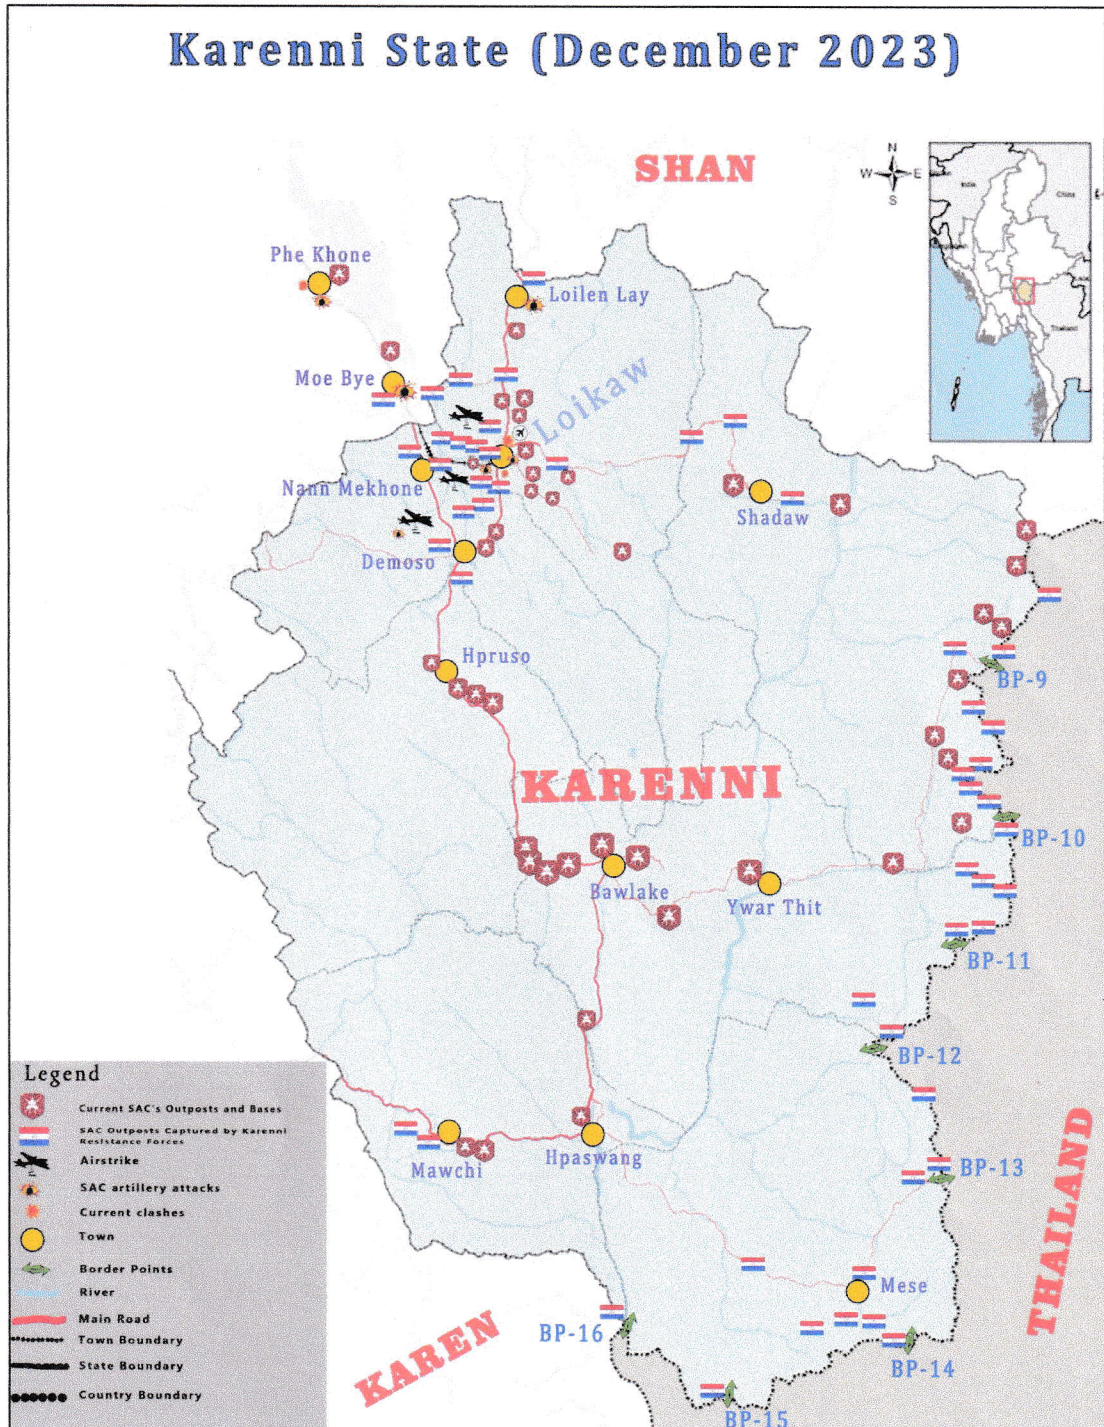 Karenni State (December 2023)
SHAN
N
W
E
S
India
China
Thailand
Phe Khone
Loilen Lay
Moe Bye
Loikaw
Nann Mekhone
Shadaw
Demoso
Hpruso
BP-9
KARENNI
BP-10
Bawlake
Ywar Thit
BP-11
BP-12
Legend
Current SAC's Outposts and Bases
SAC Outposts Captured by Karenni
Resistance Forces
Airstrike
SAC artillery attacks
Current clashes
Town
Border Points
River
Main Road
Town Boundary
State Boundary
Country Boundary
Mawchi
Hpaswang
BP-13
THAILAND
Mese
KAREN
BP-16
BP-14
BP-15